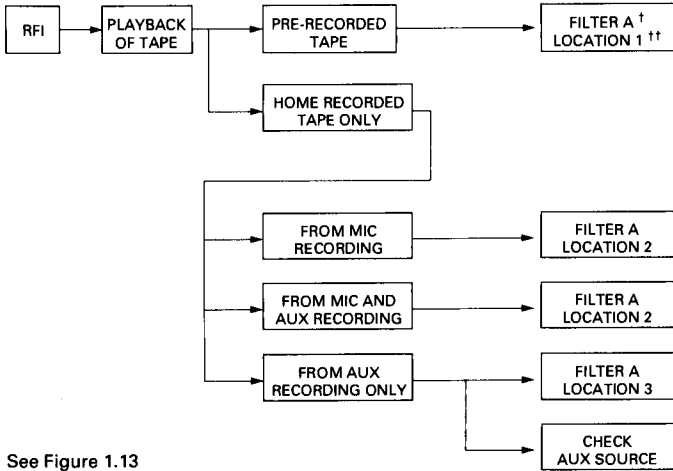 RFI
PLAYBACK
OF TAPE
PRE-RECORDED
TAPE
FILTER A †
LOCATION 1 ††
HOME RECORDED
TAPE ONLY
FROM MIC
RECORDING
FILTER A
LOCATION 2
FROM MIC AND
AUX RECORDING
FILTER A
LOCATION 2
FROM AUX
RECORDING ONLY
FILTER A
LOCATION 3
CHECK
AUX SOURCE
See Figure 1.13